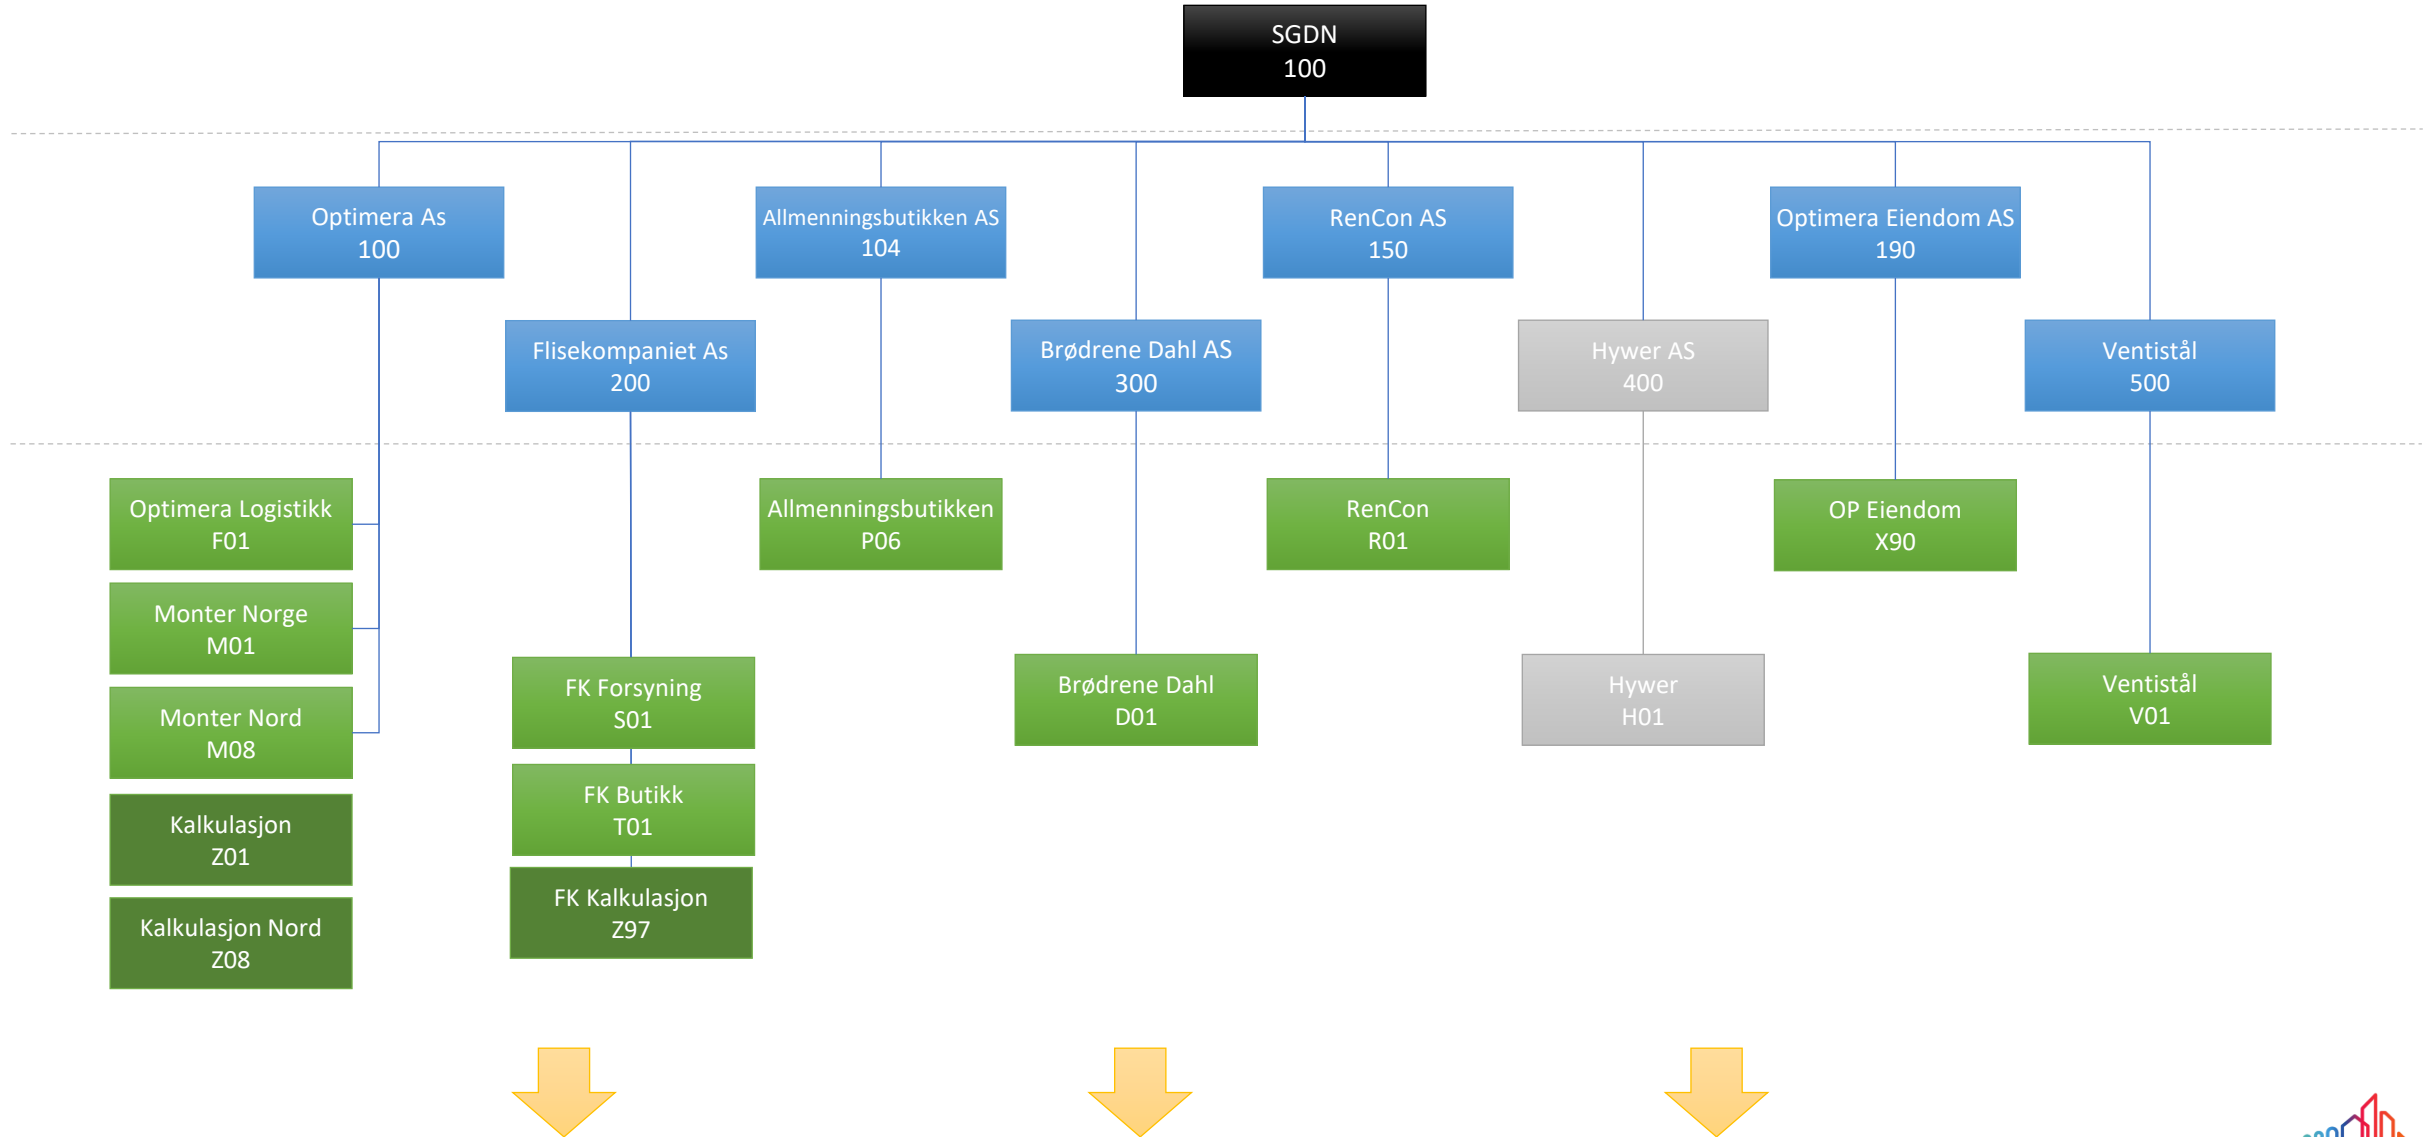 SGDN
100
Optimera As
100
Allmenningsbutikken AS
104
RenCon AS
150
Optimera Eiendom AS
190
Flisekompaniet As
200
Brødrene Dahl AS
300
Hywer AS
400
Ventistål
500
Optimera Logistikk
F01
Allmenningsbutikken
P06
RenCon
R01
OP Eiendom
X90
Monter Norge
M01
Monter Nord
M08
FK Forsyning
S01
Brødrene Dahl
D01
Hywer
H01
Ventistål
V01
Kalkulasjon
Z01
FK Butikk
T01
Kalkulasjon Nord
Z08
FK Kalkulasjon
Z97